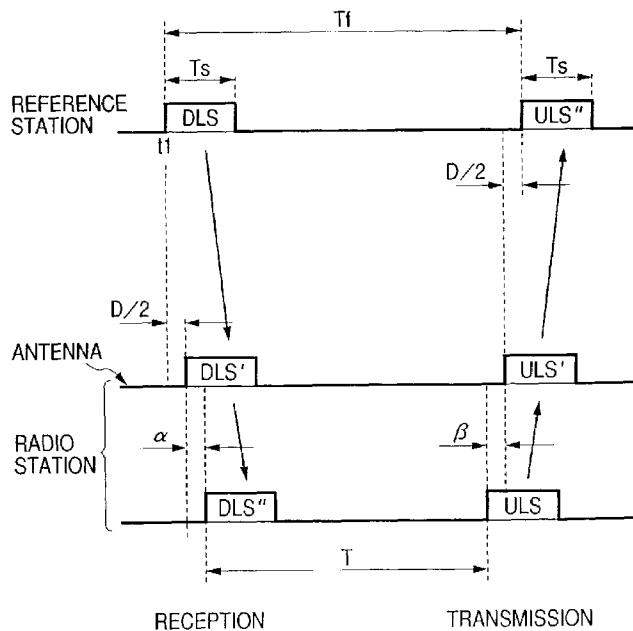 Tf
Ts
Ts
REFERENCE
STATION
DLS
ULS"
t1
D/2
D/2
ANTENNA
DLS'
ULS'
α
β
RADIO
STATION
DLS"
ULS
T
RECEPTION
TRANSMISSION